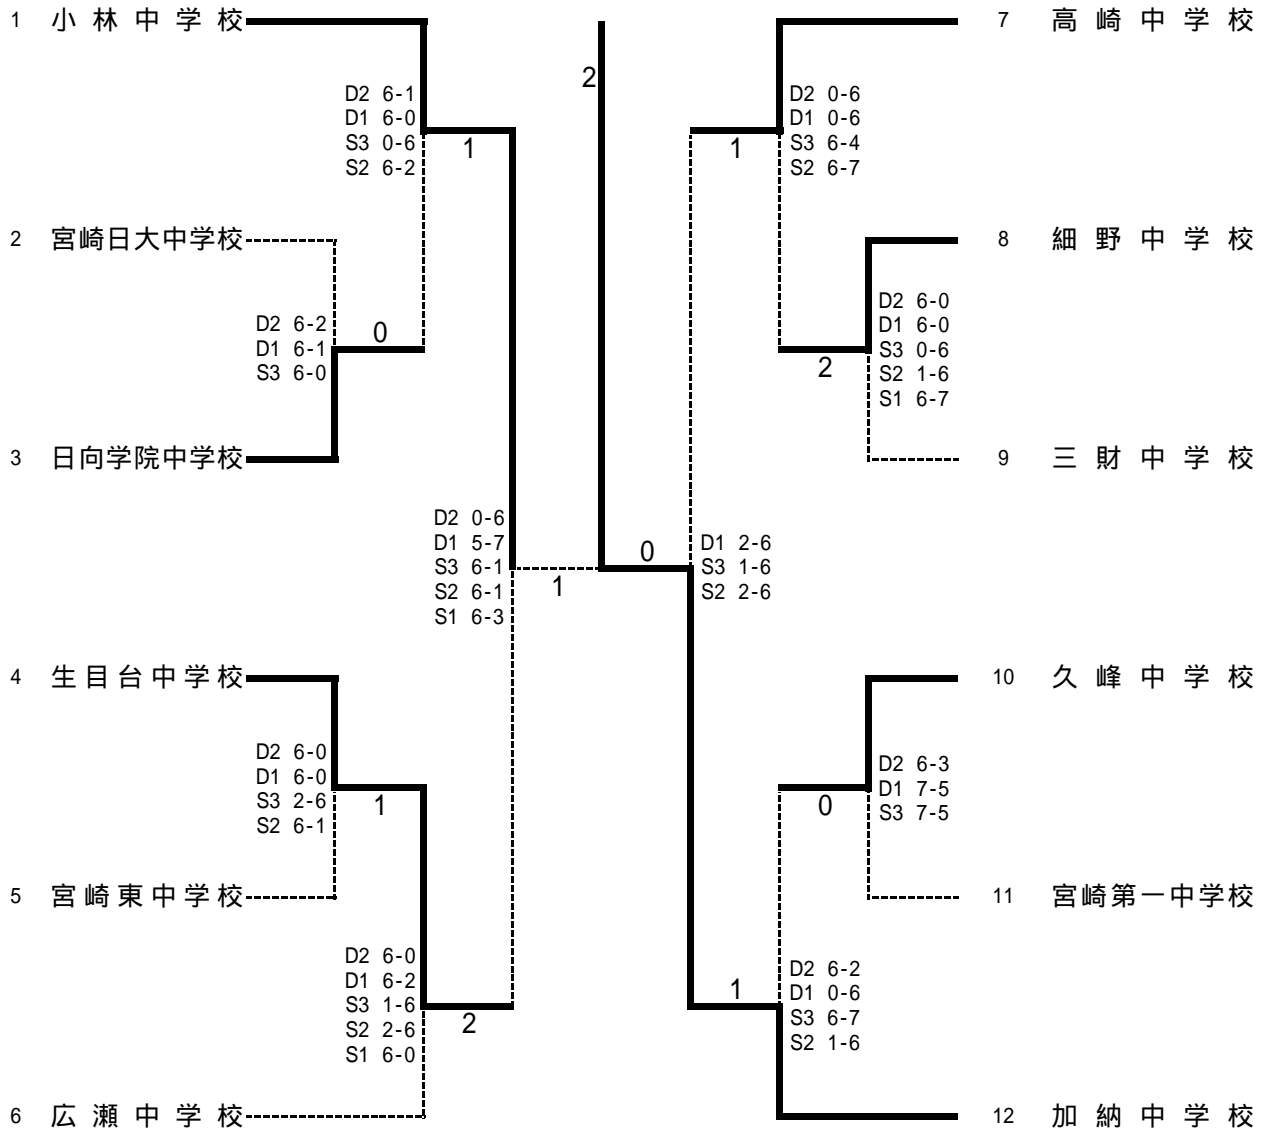 1 小林中学校
2 宮崎日大中学校
3 日向学院中学校
4 生目台中学校
5 宮崎東中学校
6 広瀬中学校
D2 6-1
D1 6-0
S3 0-6
S2 6-2
1
D2 6-2
D1 6-1
S3 6-0
0
D2 0-6
D1 5-7
S3 6-1
S2 6-1
S1 6-3
1
D2 6-0
D1 6-0
S3 2-6
S2 6-1
1
D2 6-0
D1 6-2
S3 1-6
S2 2-6
S1 6-0
2
2
7 高崎中学校
8 細野中学校
9 三財中学校
10 久峰中学校
11 宮崎第一中学校
12 加納中学校
D2 0-6
D1 0-6
S3 6-4
S2 6-7
1
D2 6-0
D1 6-0
S3 0-6
S2 1-6
S1 6-7
2
D1 2-6
S3 1-6
S2 2-6
0
D2 6-3
D1 7-5
S3 7-5
0
D2 6-2
D1 0-6
S3 6-7
S2 1-6
1